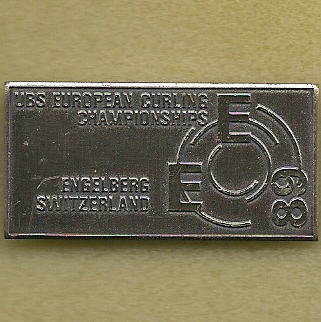 UBS EUROPEAN CURLING
CHAMPIONSHIPS
E
E
ENGELBERG
SWITZERLAND
89